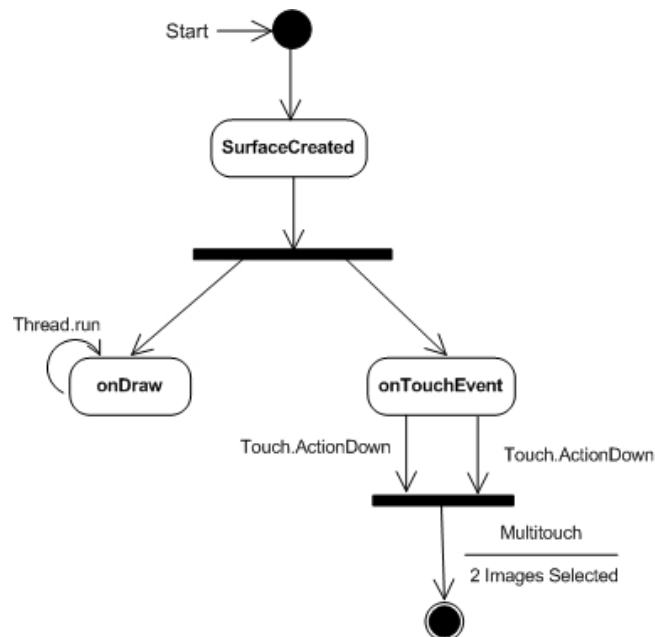 Start
SurfaceCreated
Thread.run
onDraw
onTouchEvent
Touch.ActionDown
Touch.ActionDown
Multitouch
2 Images Selected